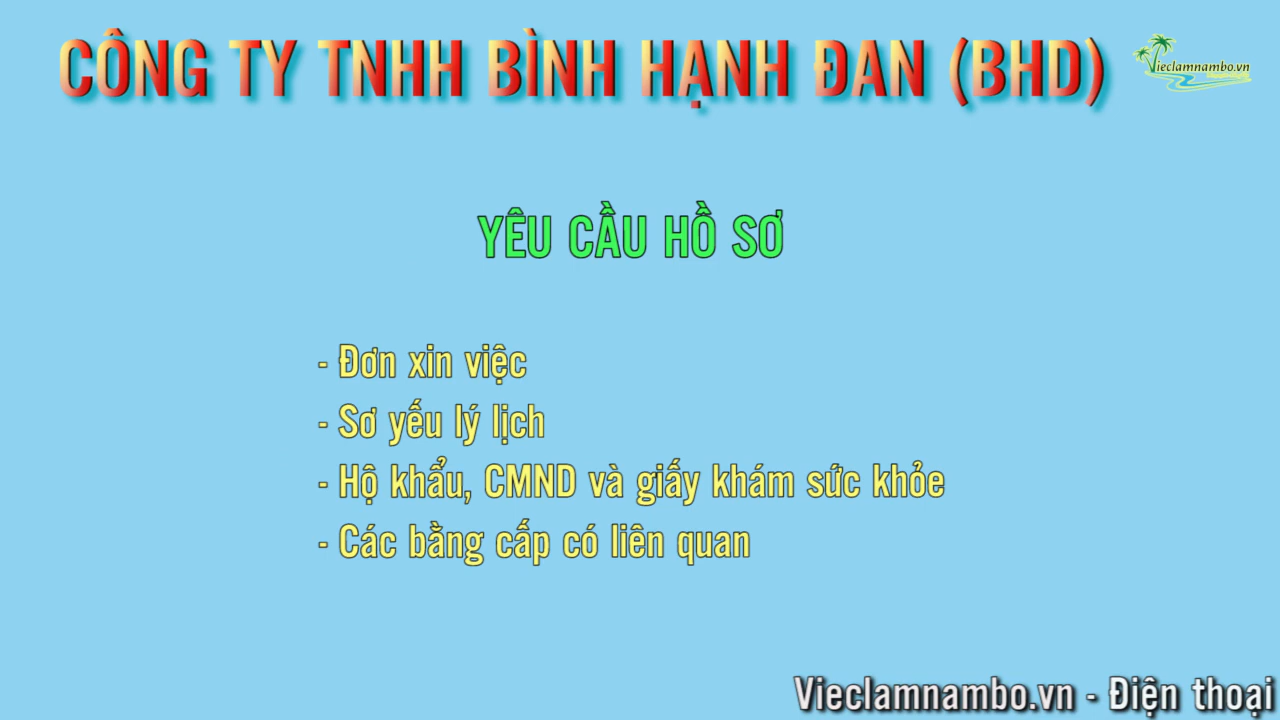 CÔNG TY TNHH BÌNH HẠNH ĐAN (BHD)
Vieclamnambo.vn
YÊU CẦU HỒ SƠ
- Đơn xin việc
- Sơ yếu lý lịch
- Hộ khẩu, CMND và giấy khám sức khỏe
- Các bằng cấp có liên quan
Vieclamnambo.vn - Điện thoại